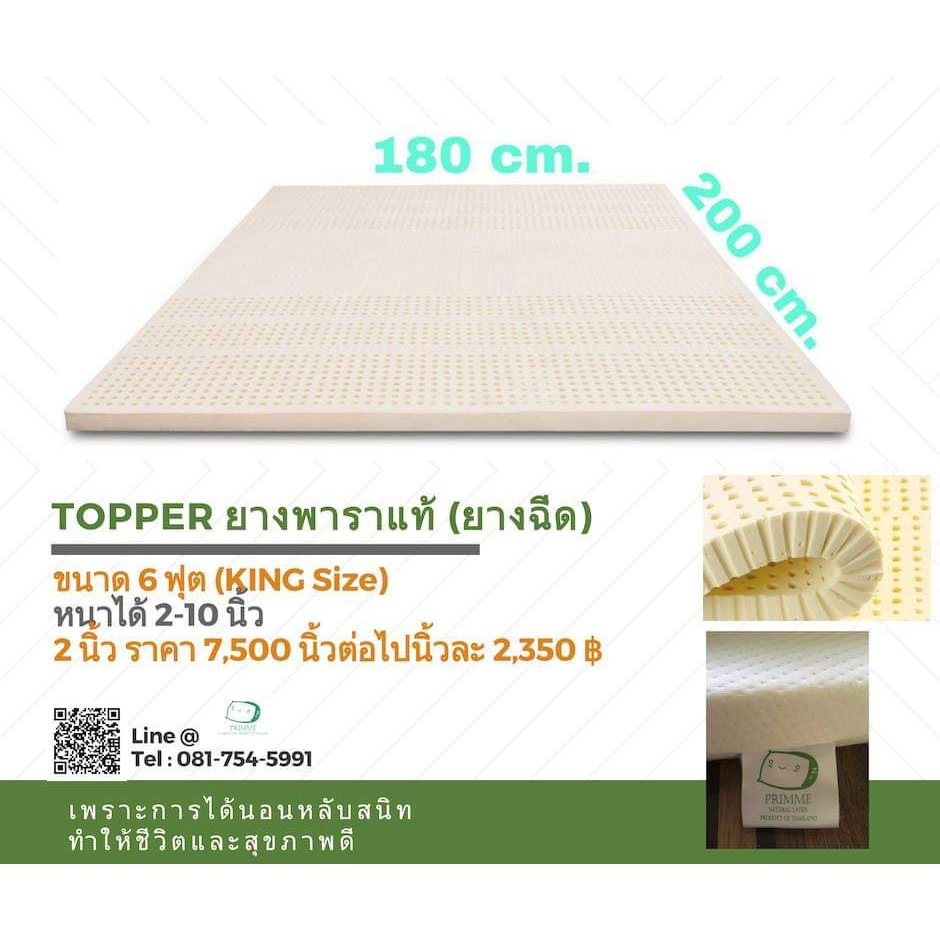 180 cm.
200 cm.
TOPPER ยางพาราแท้ (ยางฉีด)
ขนาด 6 ฟุต (KING Size)
หนาได้ 2-10 นิ้ว
2 นิ้ว ราคา 7,500 นิ้วต่อไปนิ้วละ 2,350 ฿
PRIMME
Line @
Tel : 081-754-5991
PRIMME
NATURAL LATEX
PRODUCT OF THAILAND
เพราะการได้นอนหลับสนิท
ทำให้ชีวิตและสุขภาพดี